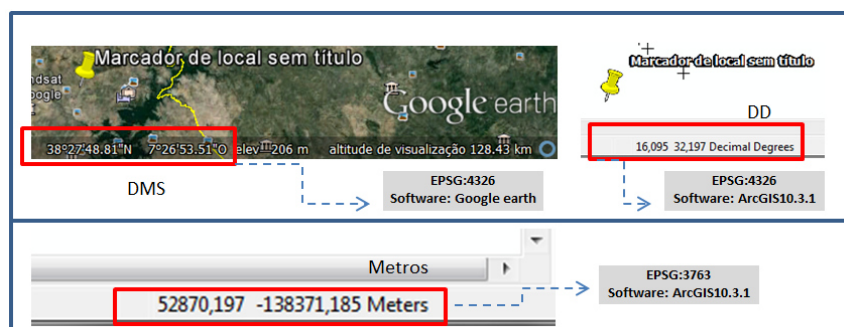 Marcador de local sem título
ndsat
oogle
Google earth
38°27'48.81"N 7°26'53.51"O elev 206 m altitude de visualização 128.43 km
DMS
EPSG:4326
Software: Google earth
Marcador de local sem título
DD
16,095 32,197 Decimal Degrees
EPSG:4326
Software: ArcGIS10.3.1
Metros
52870,197 -138371,185 Meters
EPSG:3763
Software: ArcGIS10.3.1